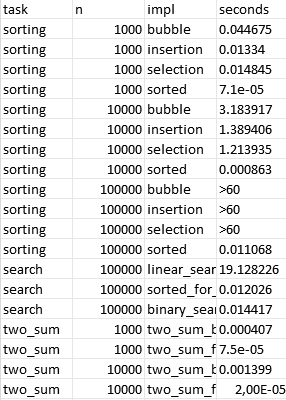 task n impl seconds
sorting 1000 bubble 0.044675
sorting 1000 insertion 0.01334
sorting 1000 selection 0.014845
sorting 1000 sorted 7.1e-05
sorting 10000 bubble 3.183917
sorting 10000 insertion 1.389406
sorting 10000 selection 1.213935
sorting 10000 sorted 0.000863
sorting 100000 bubble >60
sorting 100000 insertion >60
sorting 100000 selection >60
sorting 100000 sorted 0.011068
search 100000 linear_sear 19.128226
search 100000 sorted_for_ 0.012026
search 100000 binary_sear 0.014417
two_sum 1000 two_sum_b 0.000407
two_sum 1000 two_sum_f 7.5e-05
two_sum 10000 two_sum_b 0.001399
two_sum 10000 two_sum_f 2,00E-05